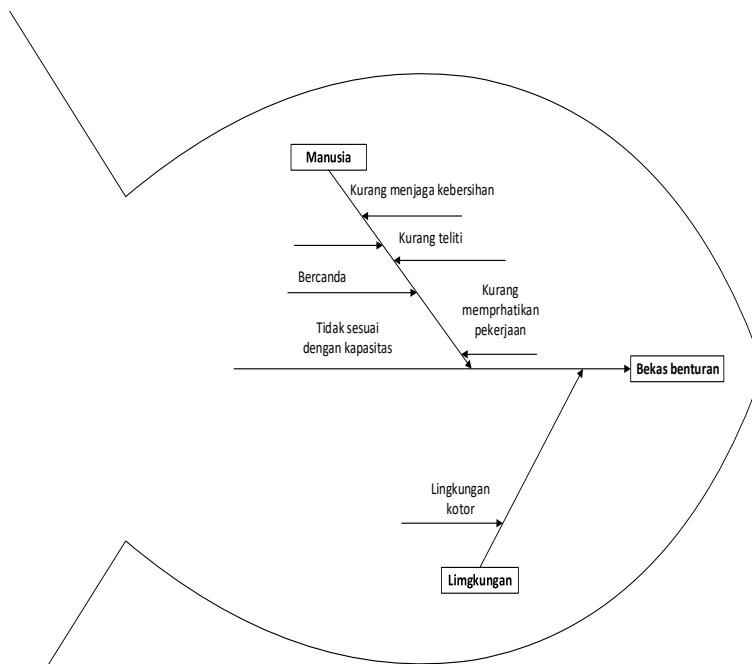 Manusia
Kurang menjaga kebersihan
Kurang teliti
Bercanda
Kurang
memprhatikan
pekerjaan
Tidak sesuai
dengan kapasitas
Bekas benturan
Lingkungan
kotor
Limgkungan